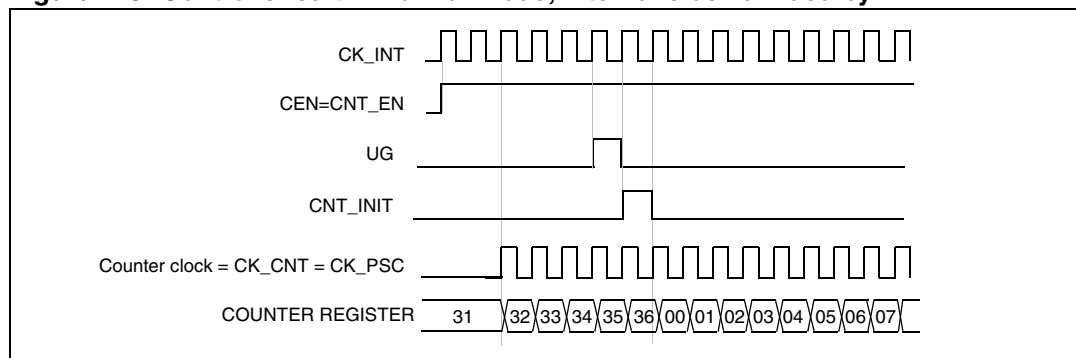 CK_INT
CEN=CNT_EN
UG
CNT_INIT
Counter clock = CK_CNT = CK_PSC
COUNTER REGISTER 31 32 33 34 35 36 00 01 02 03 04 05 06 07